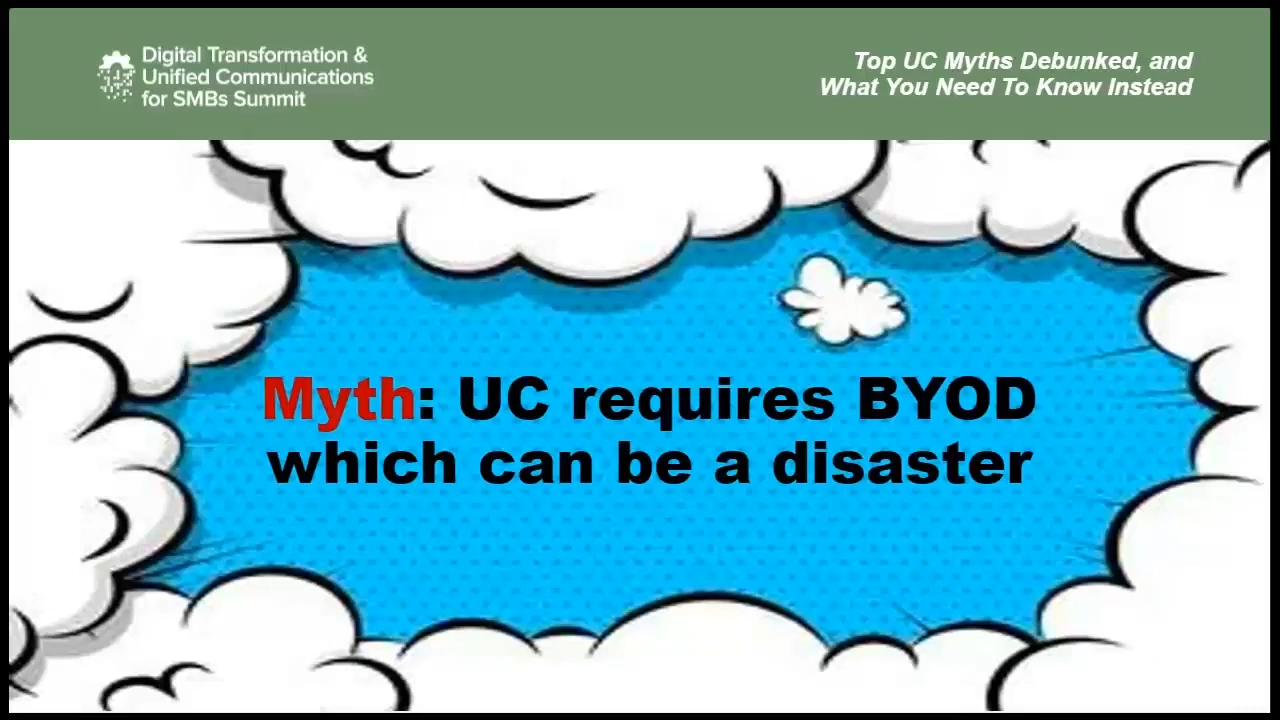 Digital Transformation &
Unified Communications
for SMBs Summit
Top UC Myths Debunked, and
What You Need To Know Instead
Myth: UC requires BYOD
which can be a disaster